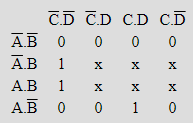 C̅.D̅ C̅.D C.D C.D̅
A̅.B̅ 0 0 0 0
A̅.B 1 x x x
A.B 1 x x x
A.B̅ 0 0 1 0